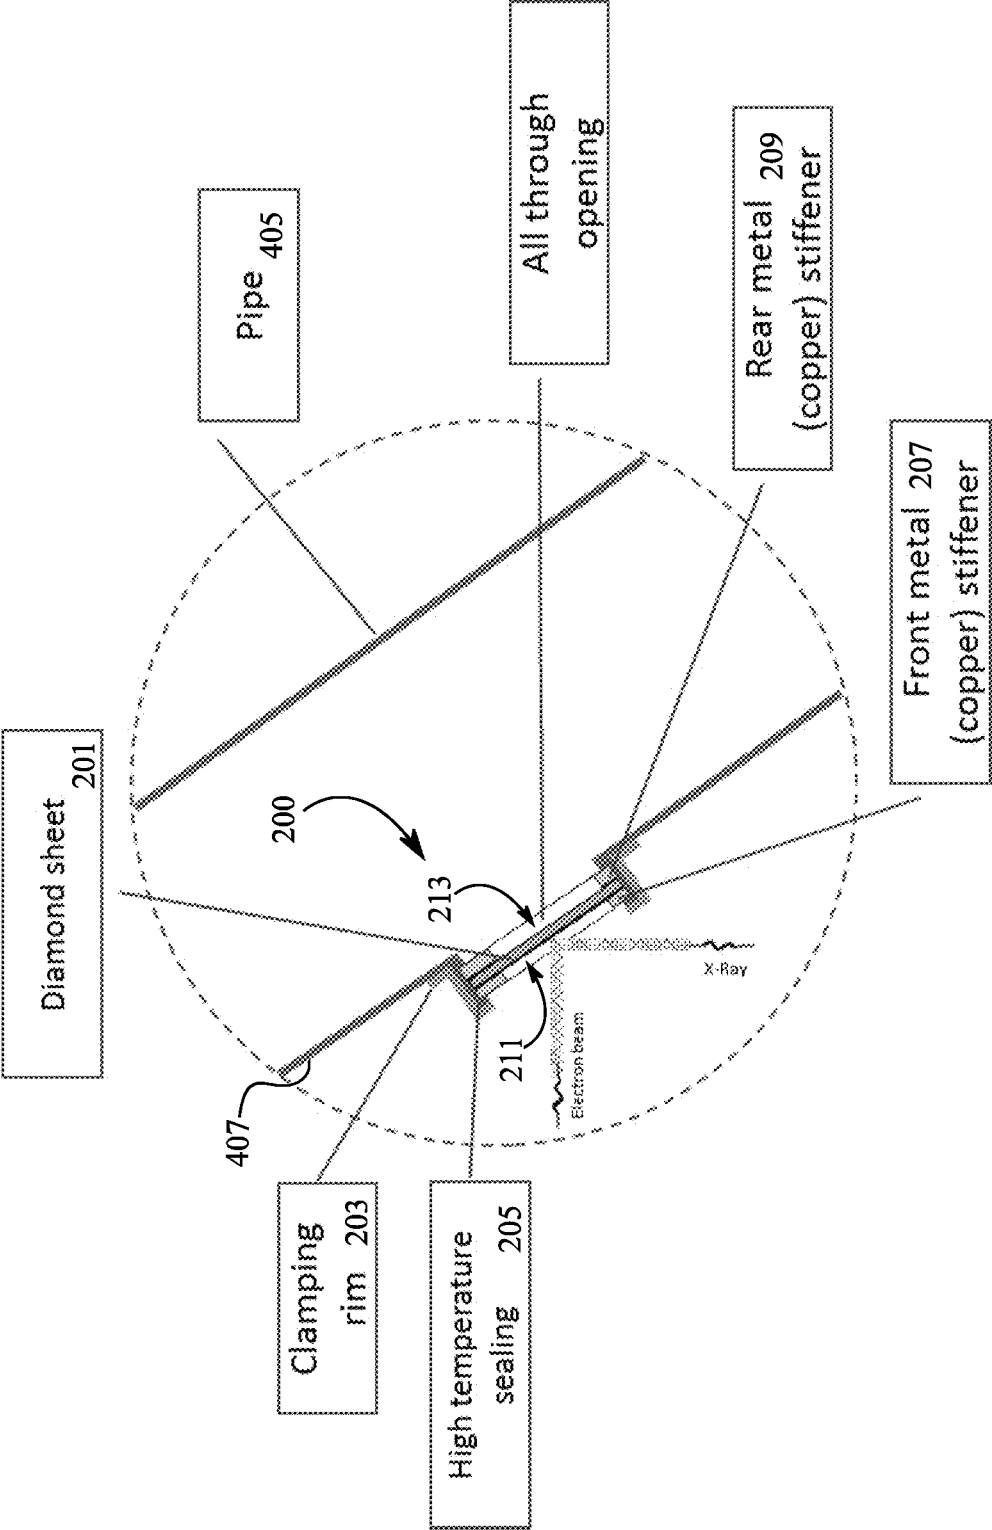 Diamond sheet
201
Pipe
405
All through
opening
Rear metal 209
(copper) stiffener
Front metal 207
(copper) stiffener
200
213
211
X-Ray
Electron beam
407
Clamping
rim 203
High temperature
sealing 205